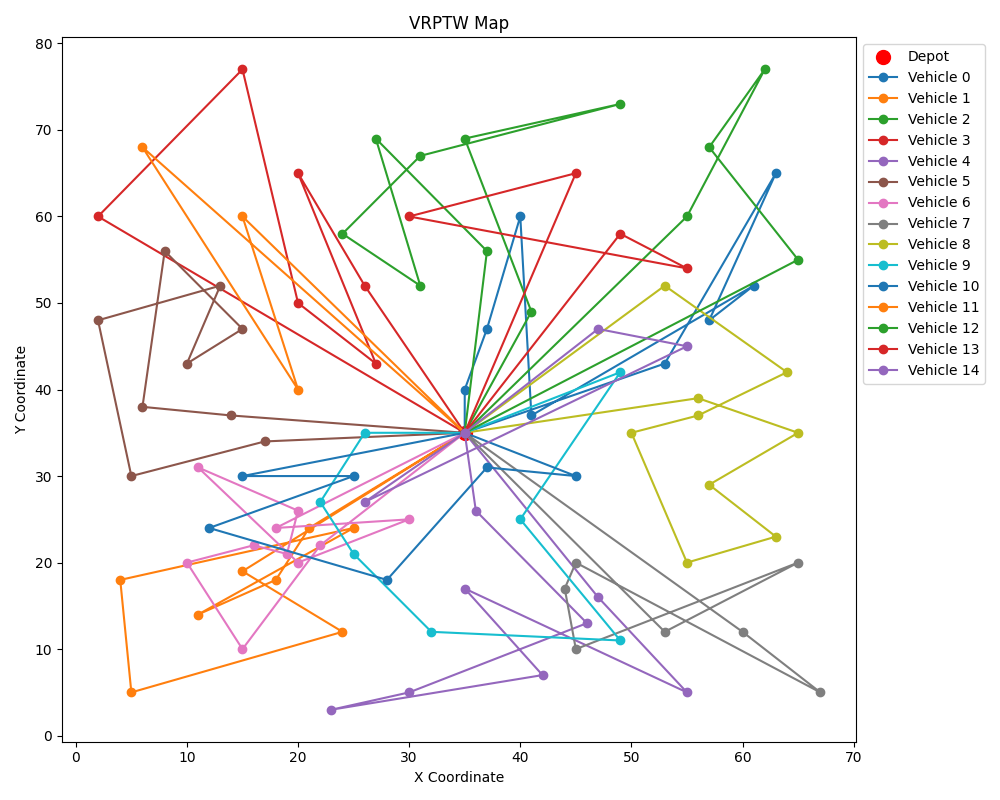 VRPTW Map
80
70
60
50
40
30
20
10
0
Y Coordinate
0 10 20 30 40 50 60 70
X Coordinate
Depot
Vehicle 0
Vehicle 1
Vehicle 2
Vehicle 3
Vehicle 4
Vehicle 5
Vehicle 6
Vehicle 7
Vehicle 8
Vehicle 9
Vehicle 10
Vehicle 11
Vehicle 12
Vehicle 13
Vehicle 14